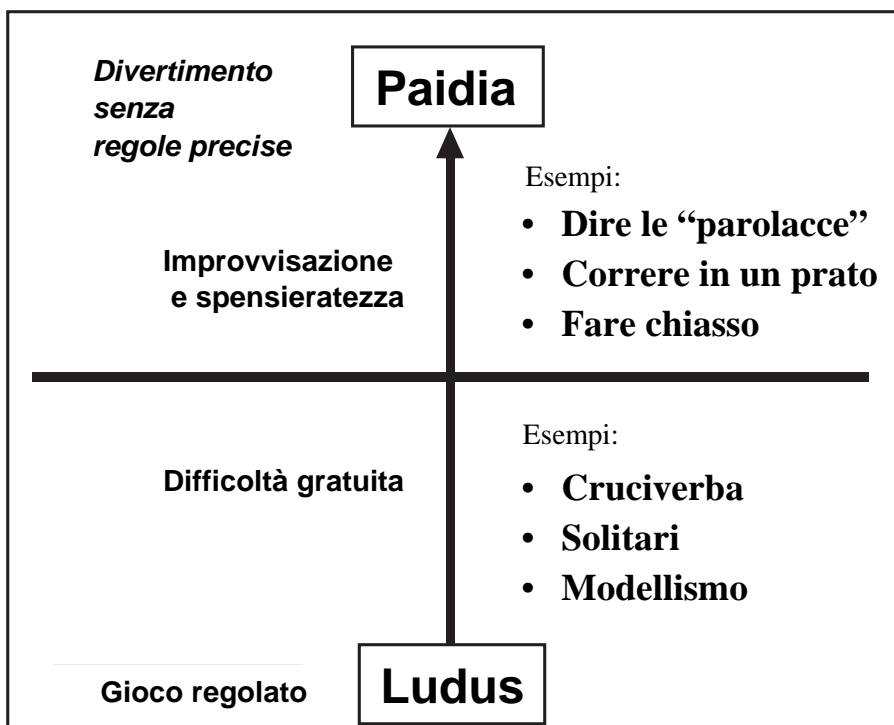 Divertimento
senza
regole precise
Paidia
Improvvisazione
e spensieratezza
Esempi:
• Dire le “parolacce”
• Correre in un prato
• Fare chiasso
Difficoltà gratuita
Esempi:
• Cruciverba
• Solitari
• Modellismo
Gioco regolato
Ludus